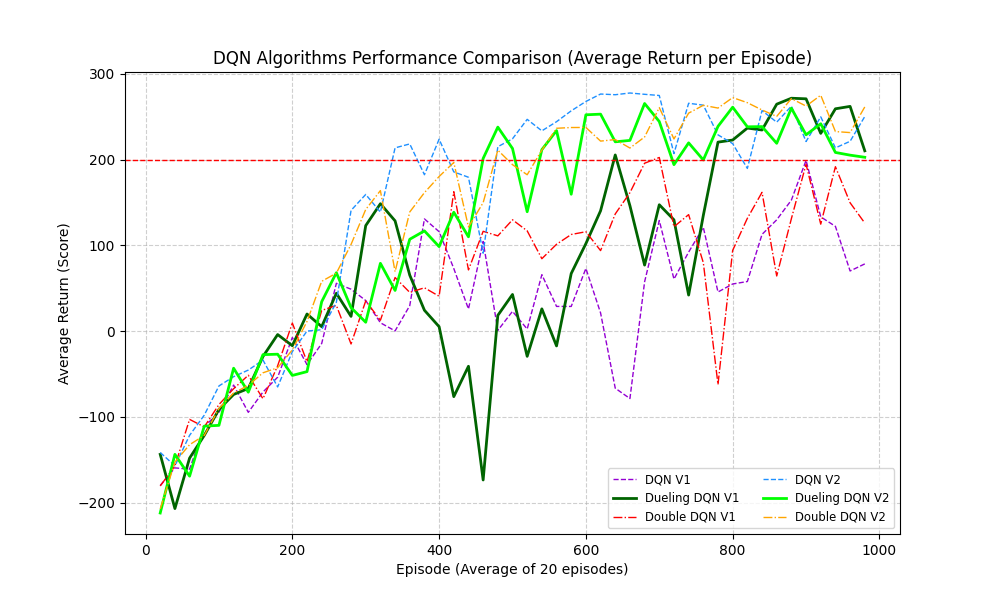 DQN Algorithms Performance Comparison (Average Return per Episode)
Average Return (Score)
300
200
100
0
−100
−200
0
200
400
600
800
1000
Episode (Average of 20 episodes)
DQN V1
Dueling DQN V1
Double DQN V1
DQN V2
Dueling DQN V2
Double DQN V2